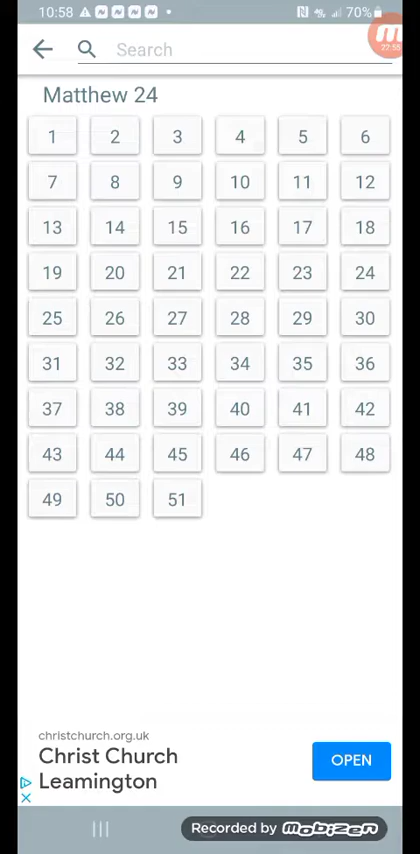 10:58 70%
22:55
Search
Matthew 24
1 2 3 4 5 6
7 8 9 10 11 12
13 14 15 16 17 18
19 20 21 22 23 24
25 26 27 28 29 30
31 32 33 34 35 36
37 38 39 40 41 42
43 44 45 46 47 48
49 50 51
christchurch.org.uk
Christ Church
Leamington
OPEN
Recorded by mobizen